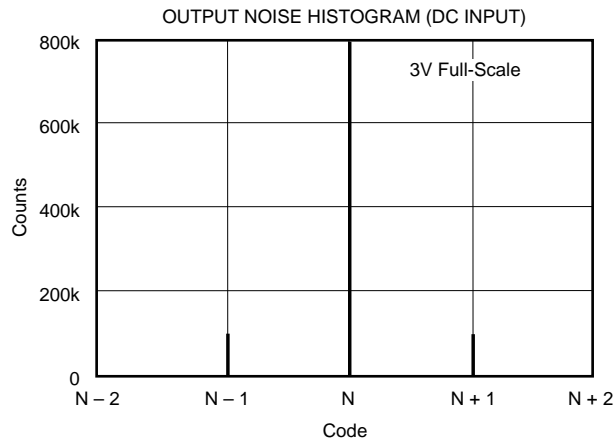 OUTPUT NOISE HISTOGRAM (DC INPUT)
800k
3V Full-Scale
600k
Counts
400k
200k
0
N – 2
N – 1
N
N + 1
N + 2
Code